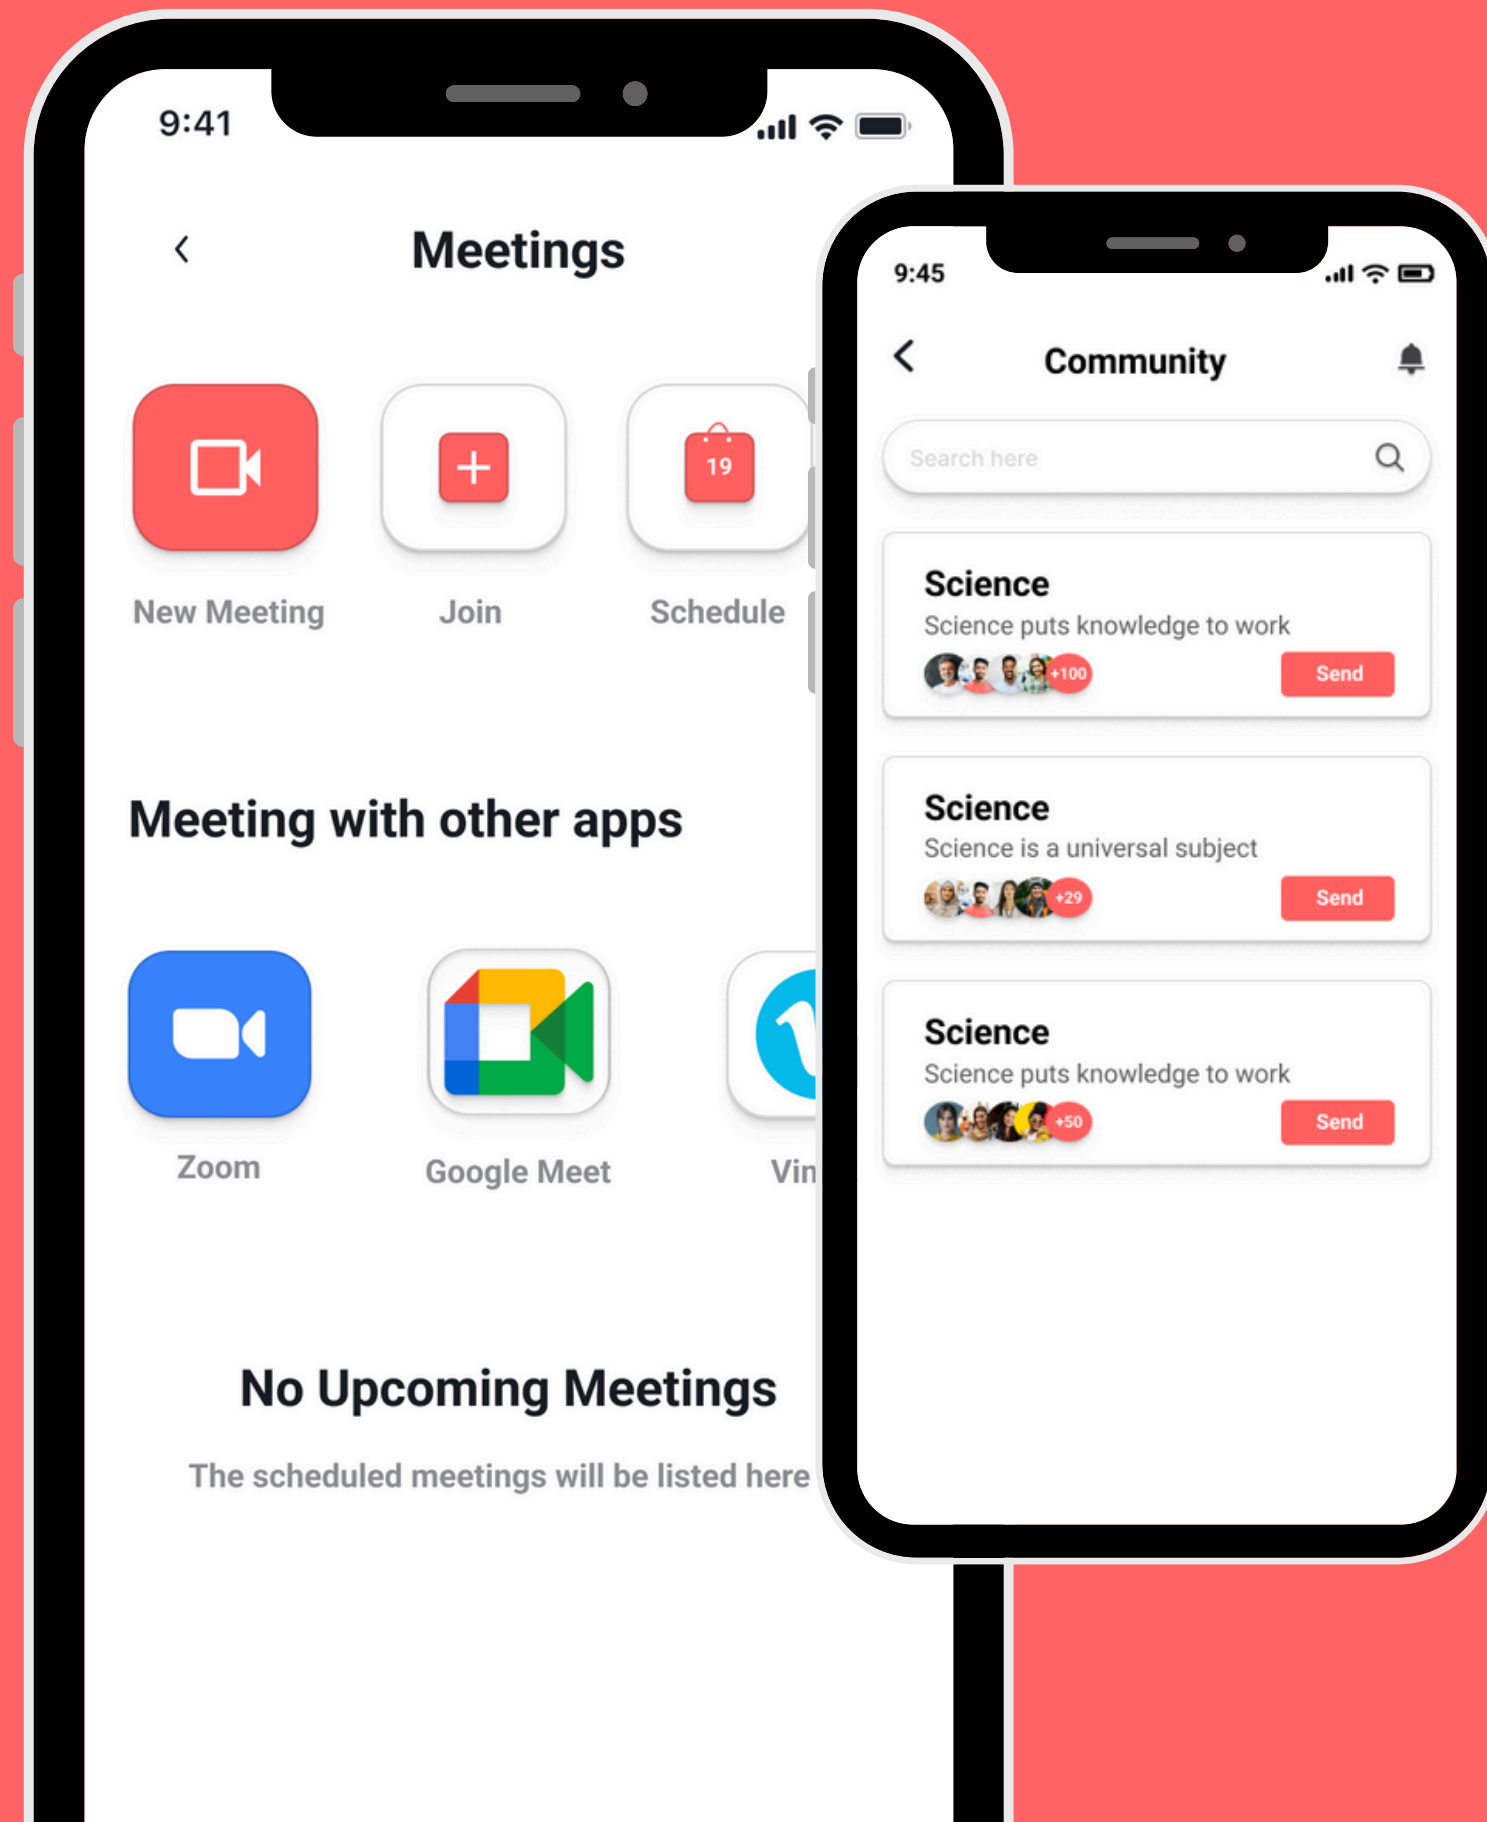 9:41
Meetings
19
New Meeting
Join
Schedule
Meeting with other apps
Zoom
Google Meet
No Upcoming Meetings
The scheduled meetings will be listed here
9:45
Community
Search here
Science
Science puts knowledge to work
+100
Send
Science
Science is a universal subject
+29
Send
Science
Science puts knowledge to work
+50
Send